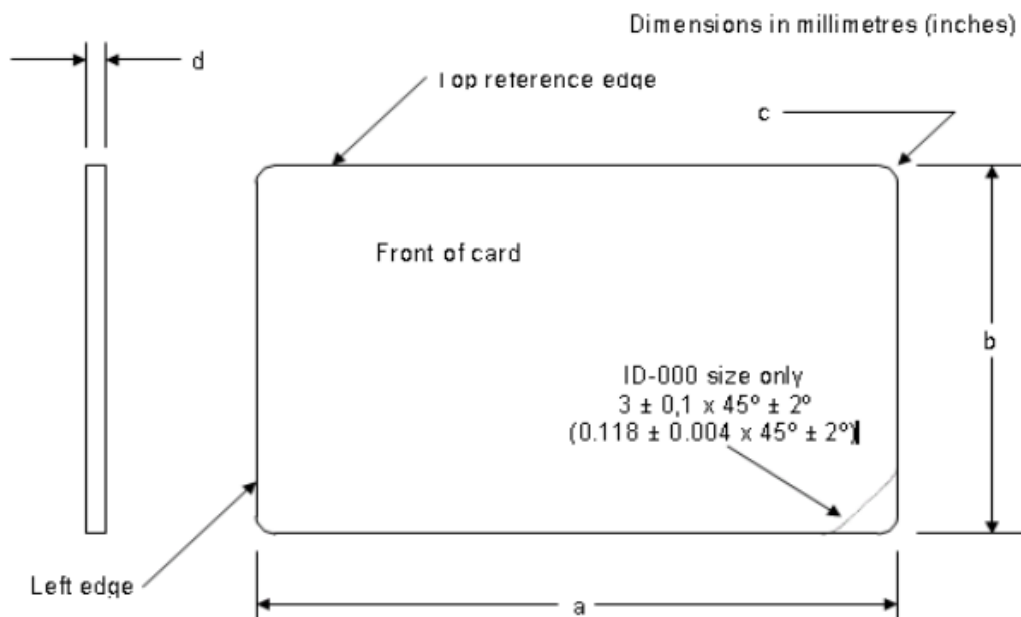 Dimensions in millimetres (inches)
d
Top reference edge
c
Front of card
b
ID-000 size only
3 ± 0,1 x 45° ± 2°
(0.118 ± 0.004 x 45° ± 2°)
Left edge
a